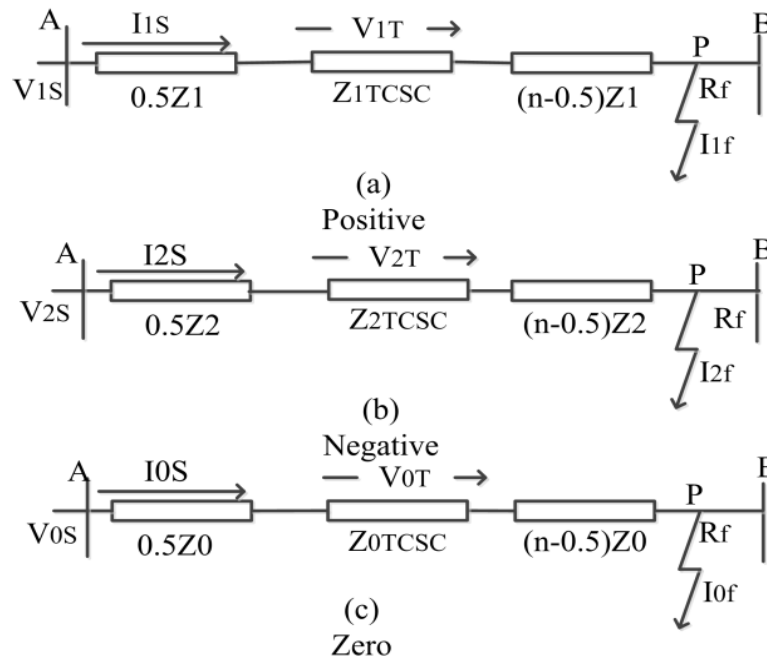 A I1S V1T P B
V1S 0.5Z1 Z1TCSC (n-0.5)Z1 Rf
I1f
(a)
Positive
A I2S V2T P B
V2S 0.5Z2 Z2TCSC (n-0.5)Z2 Rf
I2f
(b)
Negative
A I0S V0T P B
V0S 0.5Z0 Z0TCSC (n-0.5)Z0 Rf
I0f
(c)
Zero